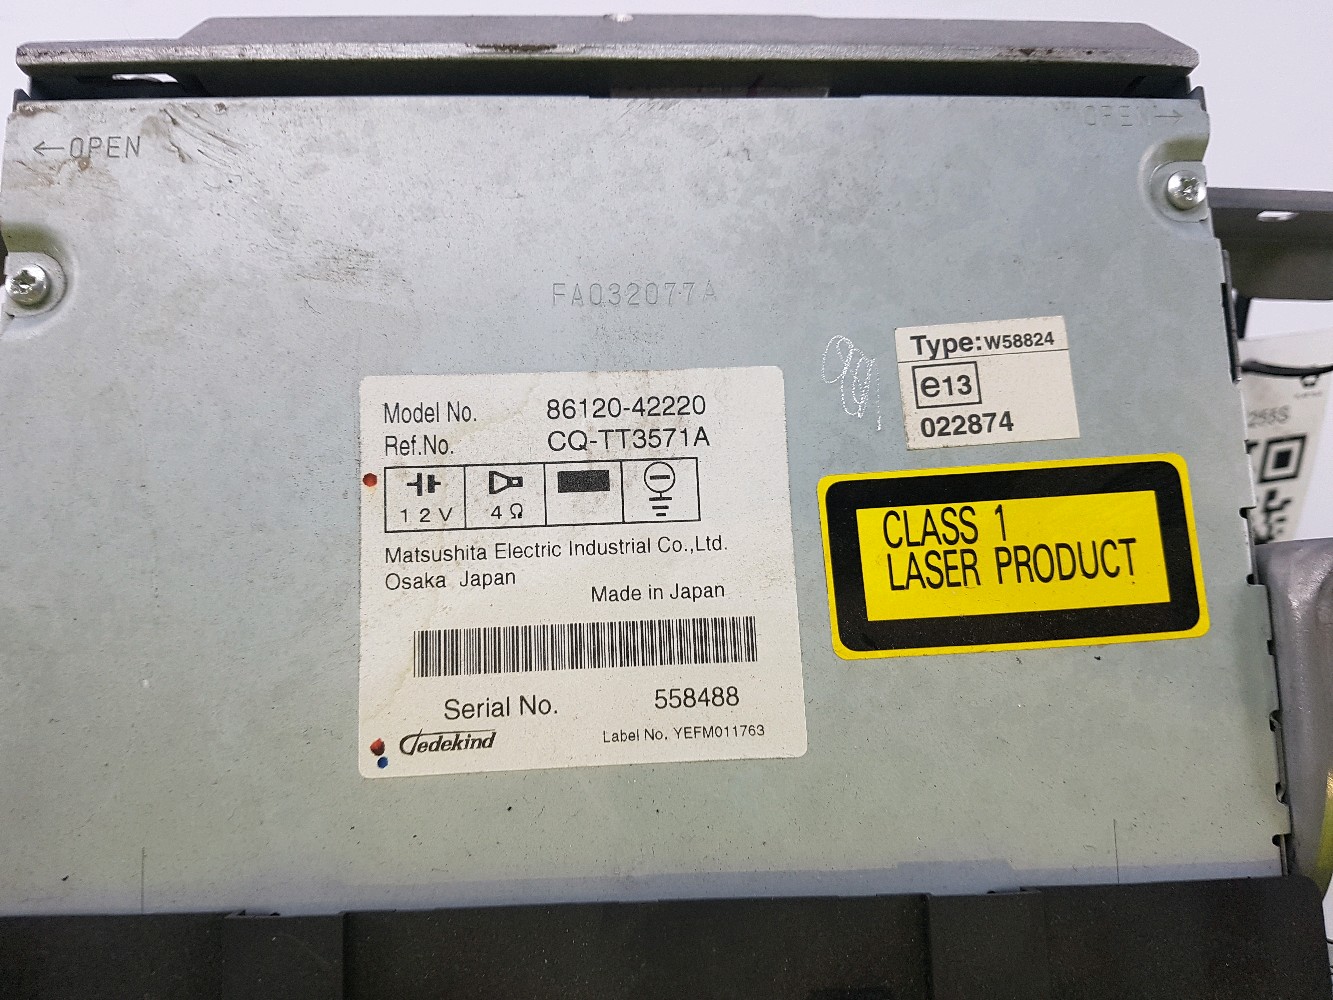 ←OPEN
OPEN→
FA032077A
Type:W58824
e13
022874
Model No. 86120-42220
Ref.No. CQ-TT3571A
12V 4Ω
Matsushita Electric Industrial Co.,Ltd.
Osaka Japan
Made in Japan
CLASS 1
LASER PRODUCT
Serial No. 558488
Jedekind
Label No. YEFM011763
255S